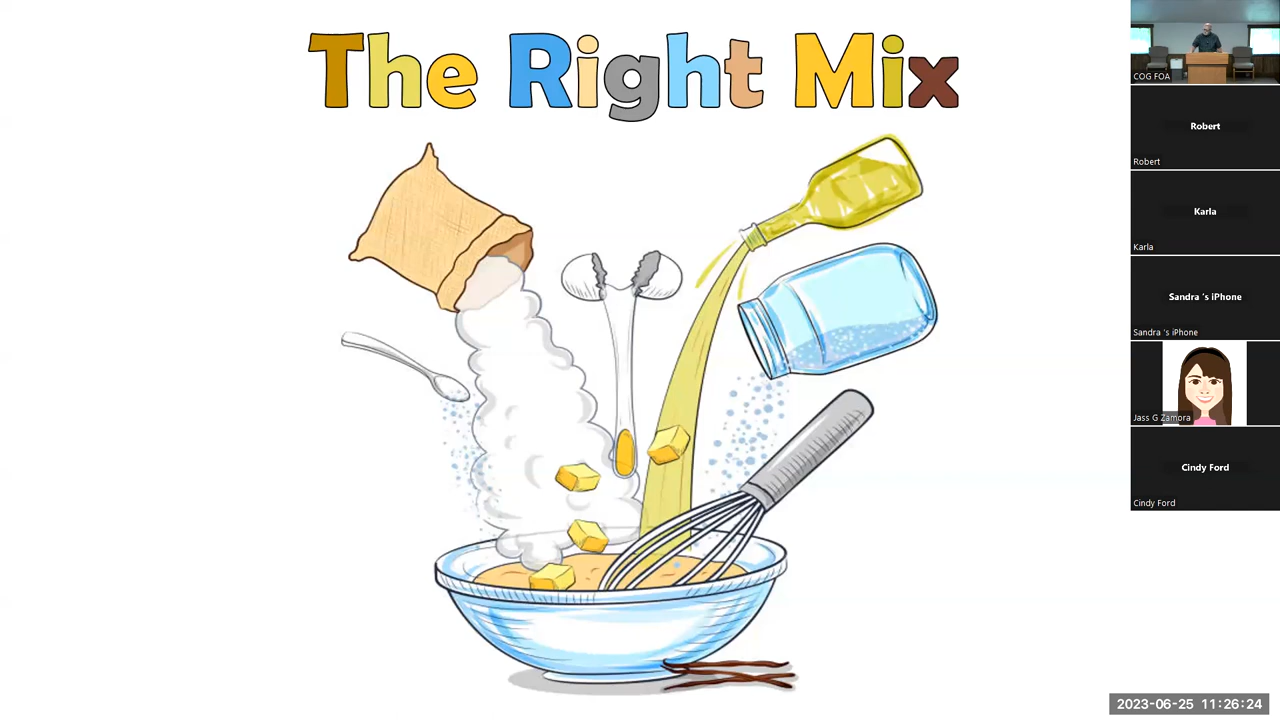 The Right Mix
COG FOA
Robert
Robert
Karla
Karla
Sandra 's iPhone
Sandra 's iPhone
Jass G Zamora
Cindy Ford
Cindy Ford
2023-06-25 11:26:24